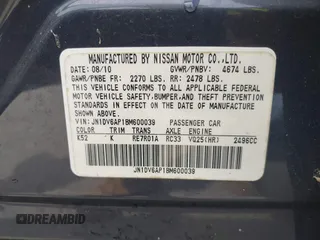 MANUFACTURED BY NISSAN MOTOR CO.,LTD.
DATE: 08/10 GVWR/PNBV: 4674 LBS.
GAWR/PNBE FR: 2270 LBS. RR: 2478 LBS.
THIS VEHICLE CONFORMS TO ALL APPLICABLE
FEDERAL MOTOR VEHICLE
SAFETY,BUMPER,AND THEFT PREVENTION
STANDARDS IN EFFECT ON THE DATE OF
MANUFACTURE SHOWN ABOVE.
VIN: JN1DV6AP1BM600039 PASSENGER CAR
COLOR TRIM TRANS AXLE ENGINE
K52 K RE7R01A RC33 VQ25(HR) 2496CC
JN1DV6AP1BM600039
DREAMBID